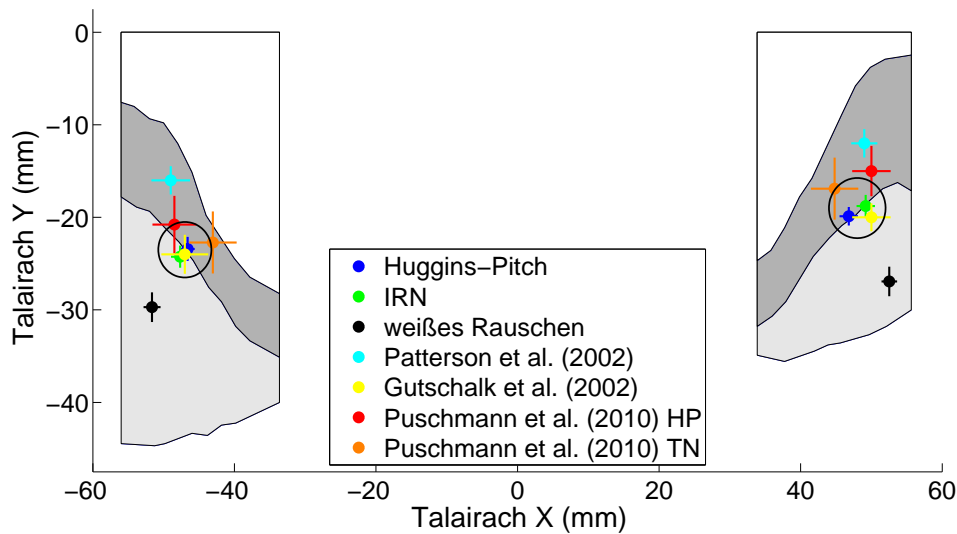 0
−10
−20
−30
−40
Talairach Y (mm)
Huggins−Pitch
IRN
weißes Rauschen
Patterson et al. (2002)
Gutschalk et al. (2002)
Puschmann et al. (2010) HP
Puschmann et al. (2010) TN
−60 −40 −20 0 20 40 60
Talairach X (mm)